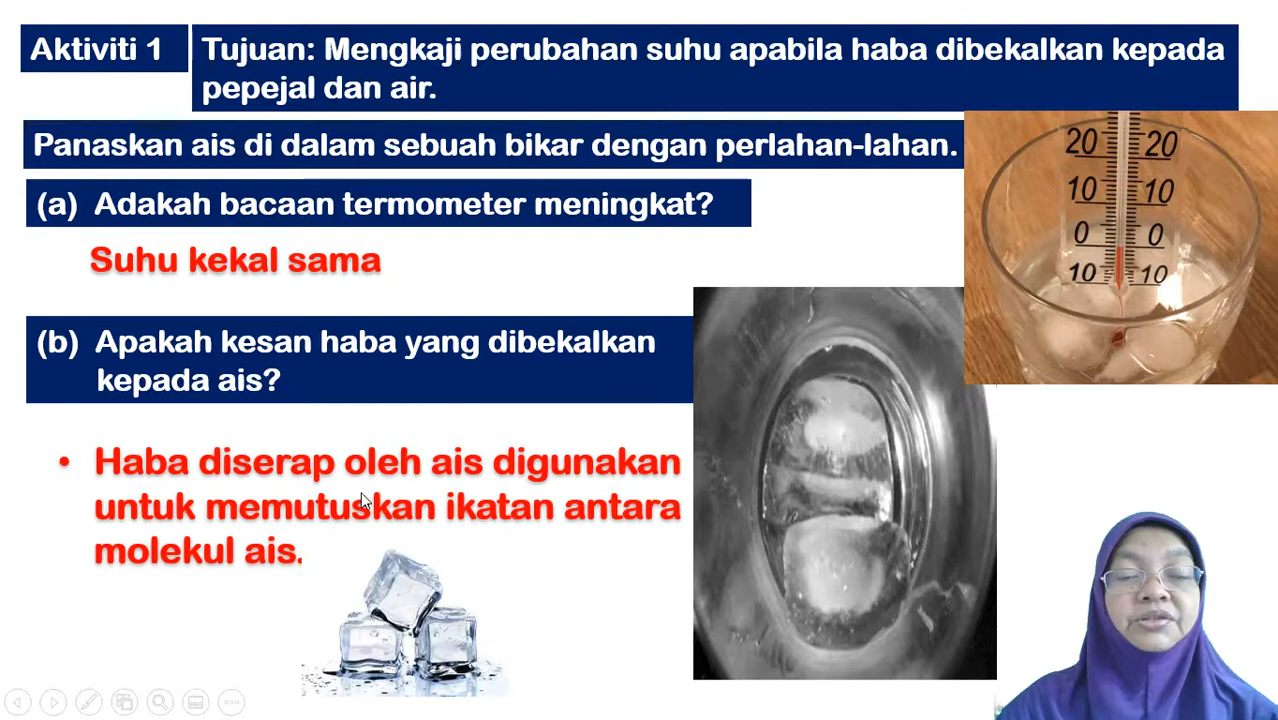 Aktiviti 1
Tujuan: Mengkaji perubahan suhu apabila haba dibekalkan kepada
pepejal dan air.
Panaskan ais di dalam sebuah bikar dengan perlahan-lahan.
(a) Adakah bacaan termometer meningkat?
Suhu kekal sama
(b) Apakah kesan haba yang dibekalkan
kepada ais?
• Haba diserap oleh ais digunakan
untuk memutuskan ikatan antara
molekul ais.
20 20
10 10
0 0
10 10